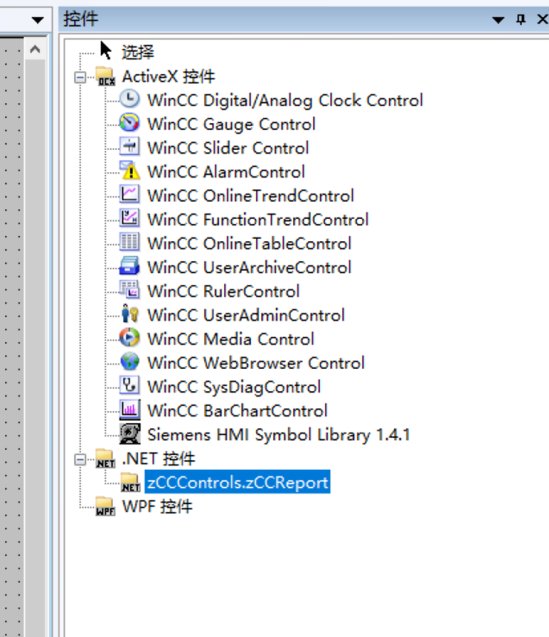 控件
选择
ActiveX 控件
WinCC Digital/Analog Clock Control
WinCC Gauge Control
WinCC Slider Control
WinCC AlarmControl
WinCC OnlineTrendControl
WinCC FunctionTrendControl
WinCC OnlineTableControl
WinCC UserArchiveControl
WinCC RulerControl
WinCC UserAdminControl
WinCC Media Control
WinCC WebBrowser Control
WinCC SysDiagControl
WinCC BarChartControl
Siemens HMI Symbol Library 1.4.1
.NET 控件
zCCControls.zCCReport
WPF 控件